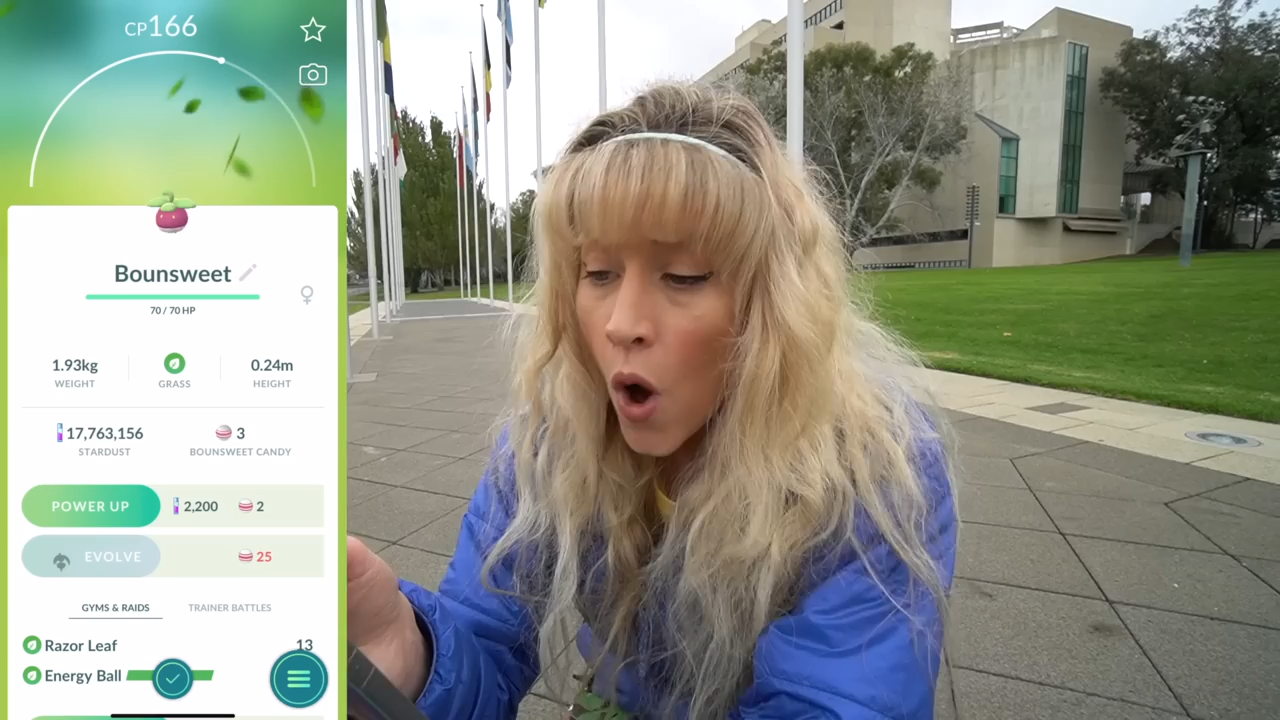 CP166
Bounsweet
70 / 70 HP
1.93kg
WEIGHT
GRASS
0.24m
HEIGHT
17,763,156
STARDUST
3
BOUNSWEET CANDY
POWER UP 2,200 2
EVOLVE 25
GYMS & RAIDS TRAINER BATTLES
Razor Leaf 13
Energy Ball